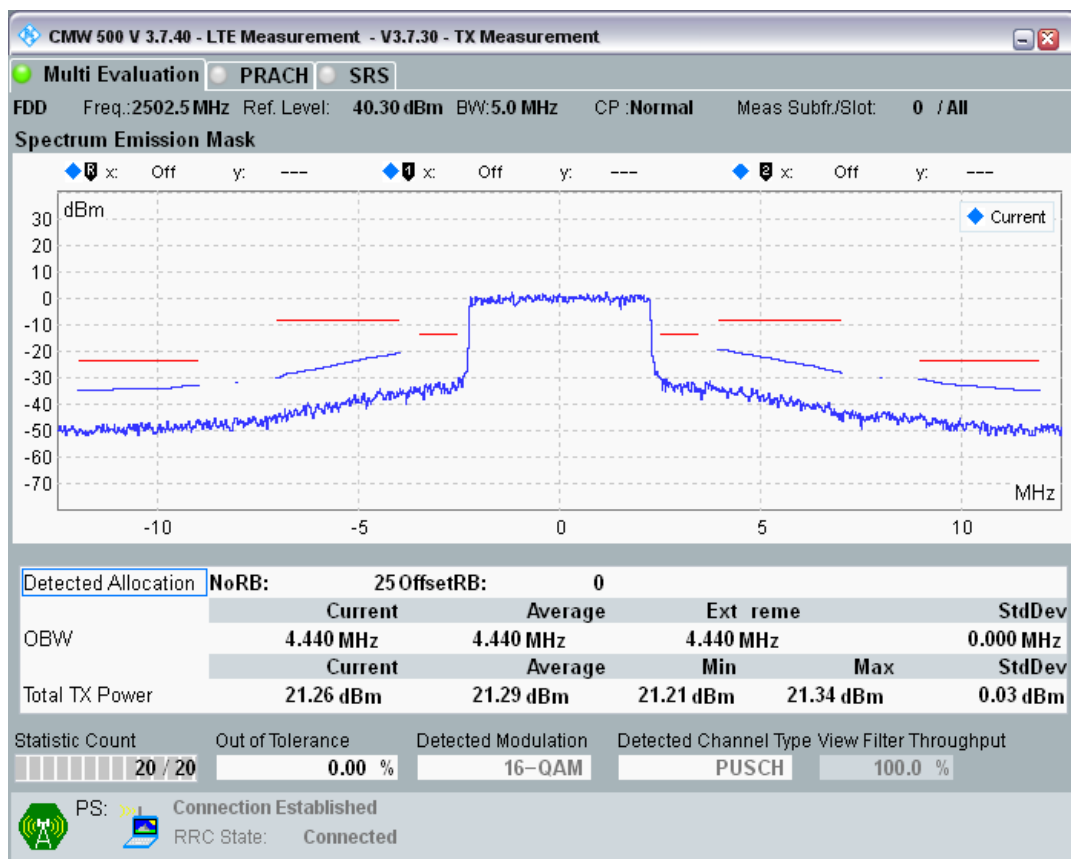 CMW 500 V 3.7.40 - LTE Measurement - V3.7.30 - TX Measurement
Multi Evaluation PRACH SRS
FDD Freq.:2502.5 MHz Ref. Level: 40.30 dBm BW:5.0 MHz CP :Normal Meas Subfr./Slot: 0 / All
Spectrum Emission Mask
R x: Off y: --- 1 x: Off y: --- 2 x: Off y: ---
dBm
Current
30
20
10
0
-10
-20
-30
-40
-50
-60
-70
MHz
-10 -5 0 5 10
Detected Allocation NoRB: 25 OffsetRB: 0
Current Average Ext reme StdDev
OBW 4.440 MHz 4.440 MHz 4.440 MHz 0.000 MHz
Current Average Min Max StdDev
Total TX Power 21.26 dBm 21.29 dBm 21.21 dBm 21.34 dBm 0.03 dBm
Statistic Count Out of Tolerance Detected Modulation Detected Channel Type View Filter Throughput
20 / 20 0.00 % 16-QAM PUSCH 100.0 %
PS: Connection Established
RRC State: Connected